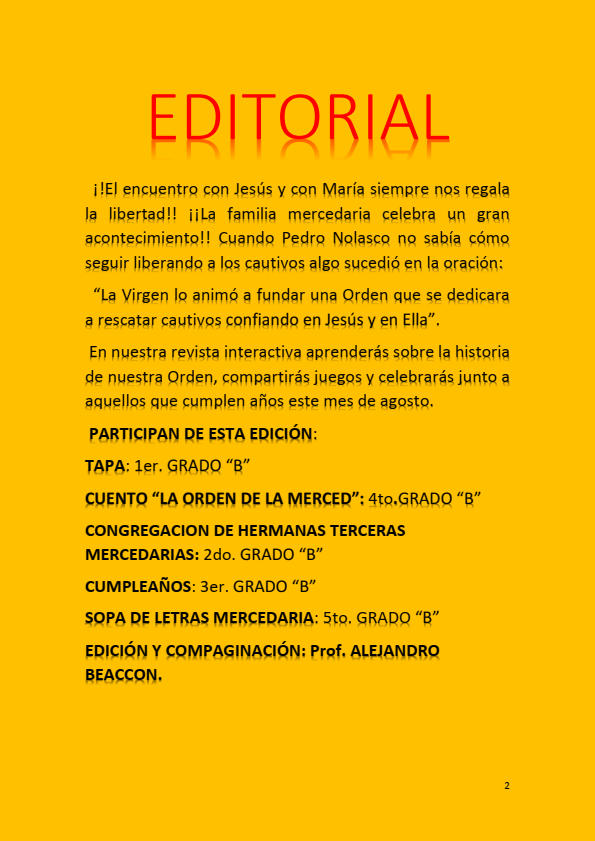 EDITORIAL
¡!El encuentro con Jesús y con María siempre nos regala
la libertad!! ¡¡La familia mercedaria celebra un gran
acontecimiento!! Cuando Pedro Nolasco no sabía cómo
seguir liberando a los cautivos algo sucedió en la oración:
“La Virgen lo animó a fundar una Orden que se dedicara
a rescatar cautivos confiando en Jesús y en Ella”.
En nuestra revista interactiva aprenderás sobre la historia
de nuestra Orden, compartirás juegos y celebrarás junto a
aquellos que cumplen años este mes de agosto.
PARTICIPAN DE ESTA EDICIÓN:
TAPA: 1er. GRADO “B”
CUENTO “LA ORDEN DE LA MERCED”: 4to.GRADO “B”
CONGREGACION DE HERMANAS TERCERAS
MERCEDARIAS: 2do. GRADO “B”
CUMPLEAÑOS: 3er. GRADO “B”
SOPA DE LETRAS MERCEDARIA: 5to. GRADO “B”
EDICIÓN Y COMPAGINACIÓN: Prof. ALEJANDRO
BEACCON.
2